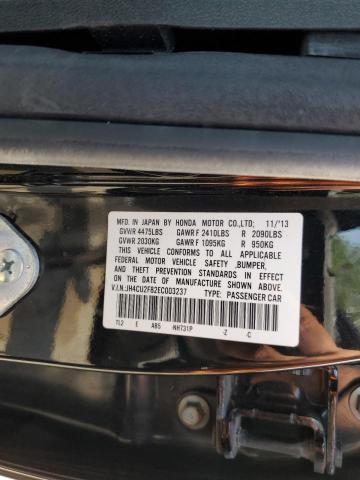 MFD. IN JAPAN BY HONDA MOTOR CO.,LTD; 11/13
GVWR 4475LBS GAWR F 2410LBS R 2090LBS
GVWR 2030KG GAWR F 1095KG R 950KG
THIS VEHICLE CONFORMS TO ALL APPLICABLE
FEDERAL MOTOR VEHICLE SAFETY ,BUMPER,
AND THEFT PREVENTION STANDARDS IN EFFECT
ON THE DATE OF MANUFACTURE SHOWN ABOVE.
V.I.N. JH4CU2F82EC003237 TYPE: PASSENGER CAR
TL2 E AB5 -NH731P -Z -C